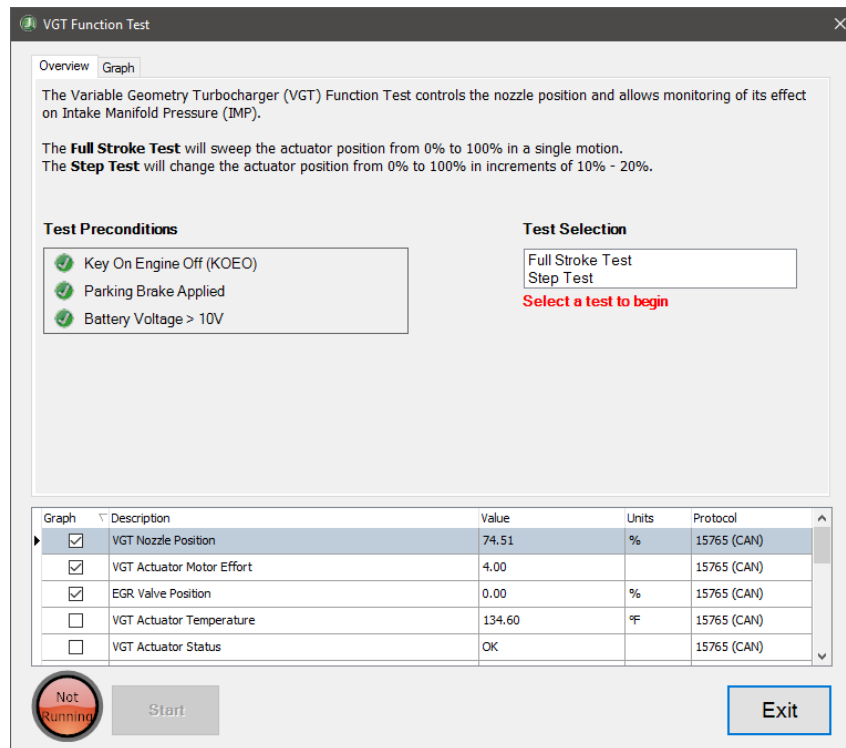 VGT Function Test
Overview Graph
The Variable Geometry Turbocharger (VGT) Function Test controls the nozzle position and allows monitoring of its effect
on Intake Manifold Pressure (IMP).
The Full Stroke Test will sweep the actuator position from 0% to 100% in a single motion.
The Step Test will change the actuator position from 0% to 100% in increments of 10% - 20%.
Test Preconditions
Key On Engine Off (KOEO)
Parking Brake Applied
Battery Voltage > 10V
Test Selection
Full Stroke Test
Step Test
Select a test to begin
Graph Description Value Units Protocol
VGT Nozzle Position 74.51 % 15765 (CAN)
VGT Actuator Motor Effort 4.00 15765 (CAN)
EGR Valve Position 0.00 % 15765 (CAN)
VGT Actuator Temperature 134.60 °F 15765 (CAN)
VGT Actuator Status OK 15765 (CAN)
Not
Running
Start
Exit